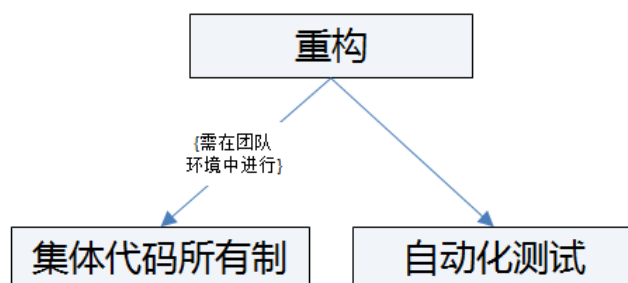 重构
{需在团队
环境中进行}
集体代码所有制
自动化测试